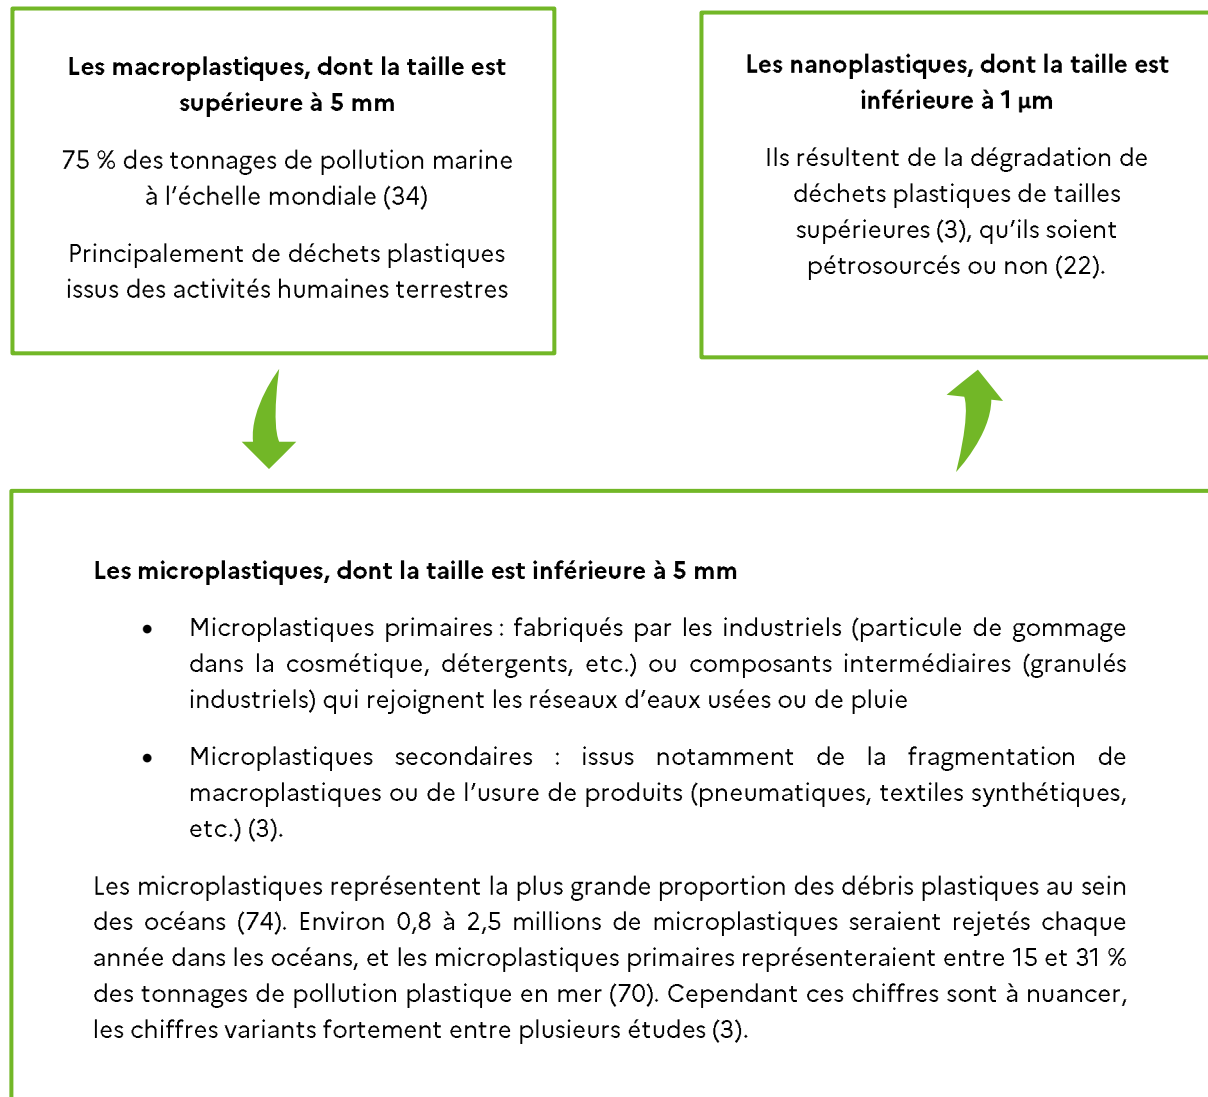 Les macroplastiques, dont la taille est
supérieure à 5 mm
75 % des tonnages de pollution marine
à l'échelle mondiale (34)
Principalement de déchets plastiques
issus des activités humaines terrestres
Les nanoplastiques, dont la taille est
inférieure à 1 µm
Ils résultent de la dégradation de
déchets plastiques de tailles
supérieures (3), qu'ils soient
pétrosourcés ou non (22).
Les microplastiques, dont la taille est inférieure à 5 mm
• Microplastiques primaires : fabriqués par les industriels (particule de gommage
dans la cosmétique, détergents, etc.) ou composants intermédiaires (granulés
industriels) qui rejoignent les réseaux d'eaux usées ou de pluie
• Microplastiques secondaires : issus notamment de la fragmentation de
macroplastiques ou de l'usure de produits (pneumatiques, textiles synthétiques,
etc.) (3).
Les microplastiques représentent la plus grande proportion des débris plastiques au sein
des océans (74). Environ 0,8 à 2,5 millions de microplastiques seraient rejetés chaque
année dans les océans, et les microplastiques primaires représenteraient entre 15 et 31 %
des tonnages de pollution plastique en mer (70). Cependant ces chiffres sont à nuancer,
les chiffres variants fortement entre plusieurs études (3).